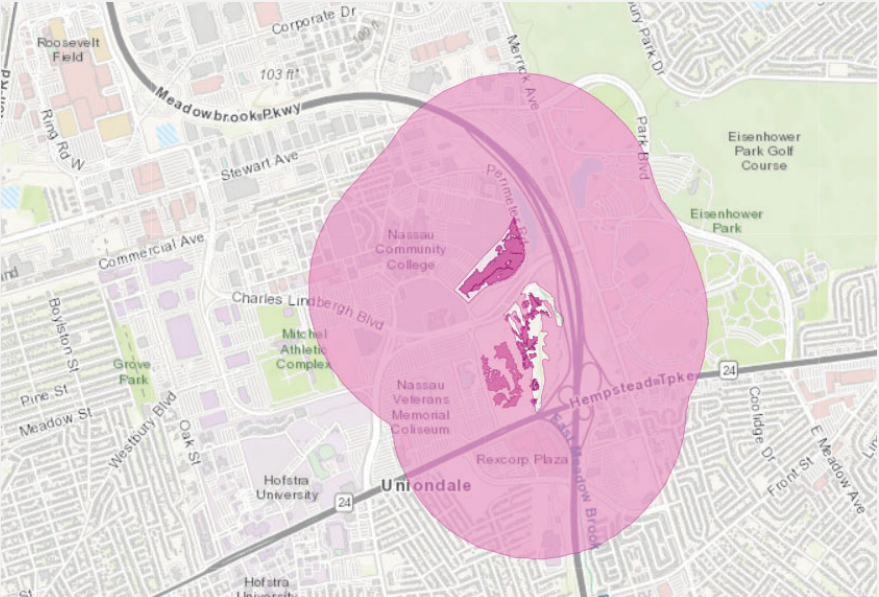 Corporate Dr
Roosevelt
Field
Merrick Ave
Park Blvd
103 ft
Meadowbrook Pkwy
Ring Rd W
Stewart Ave
Eisenhower
Park Golf
Course
Perimeter Rd
Eisenhower
Park
Nassau
Community
College
Commercial Ave
Charles Lindbergh Blvd
Boylston St
Mitchel
Athletic
Complex
Grove
Park
Nassau
Veterans
Memorial
Coliseum
Hempstead Tpke
24
Pine St
Meadow St
Westbury Blvd
Oak St
Coolidge Dr
E Meadow Ave
Front St
East Meadow Brook
Rexcorp Plaza
Hofstra
University
Uniondale
24
Hofstra
University